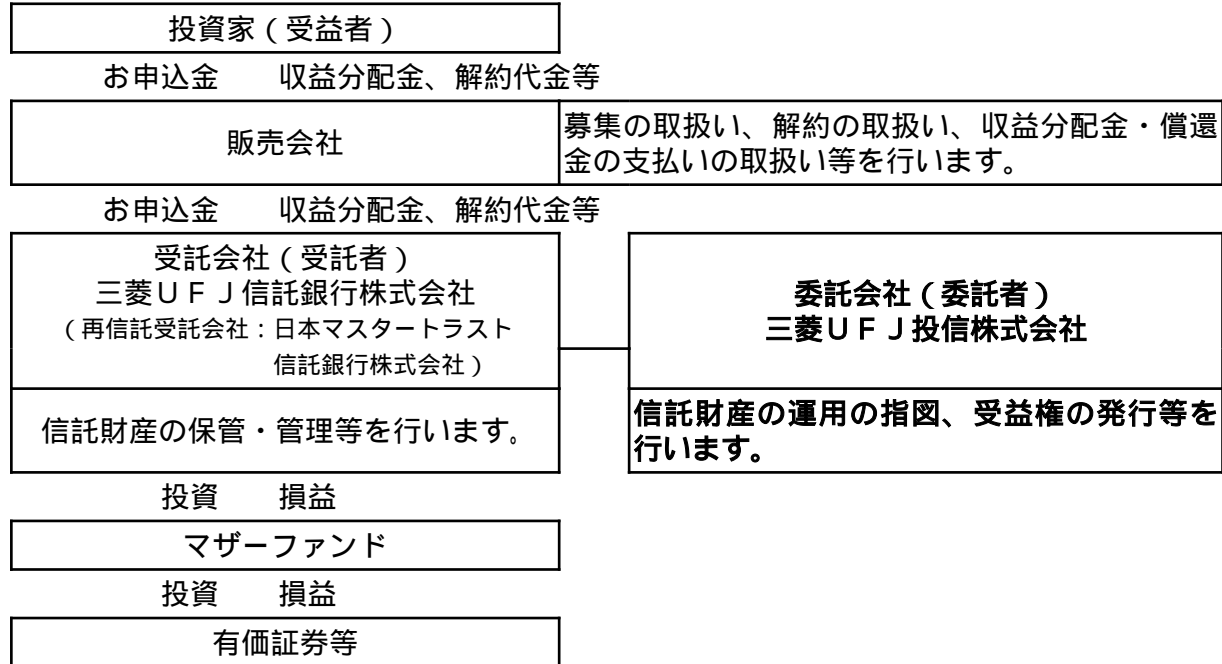 投資家（受益者）
お申込金　　収益分配金、解約代金等
販売会社
募集の取扱い、解約の取扱い、収益分配金・償還
金の支払いの取扱い等を行います。
お申込金　　収益分配金、解約代金等
受託会社（受託者）
三菱ＵＦＪ信託銀行株式会社
（再信託受託会社：日本マスタートラスト
信託銀行株式会社）
委託会社（委託者）
三菱ＵＦＪ投信株式会社
信託財産の保管・管理等を行います。
信託財産の運用の指図、受益権の発行等を
行います。
投資　　損益
マザーファンド
投資　　損益
有価証券等